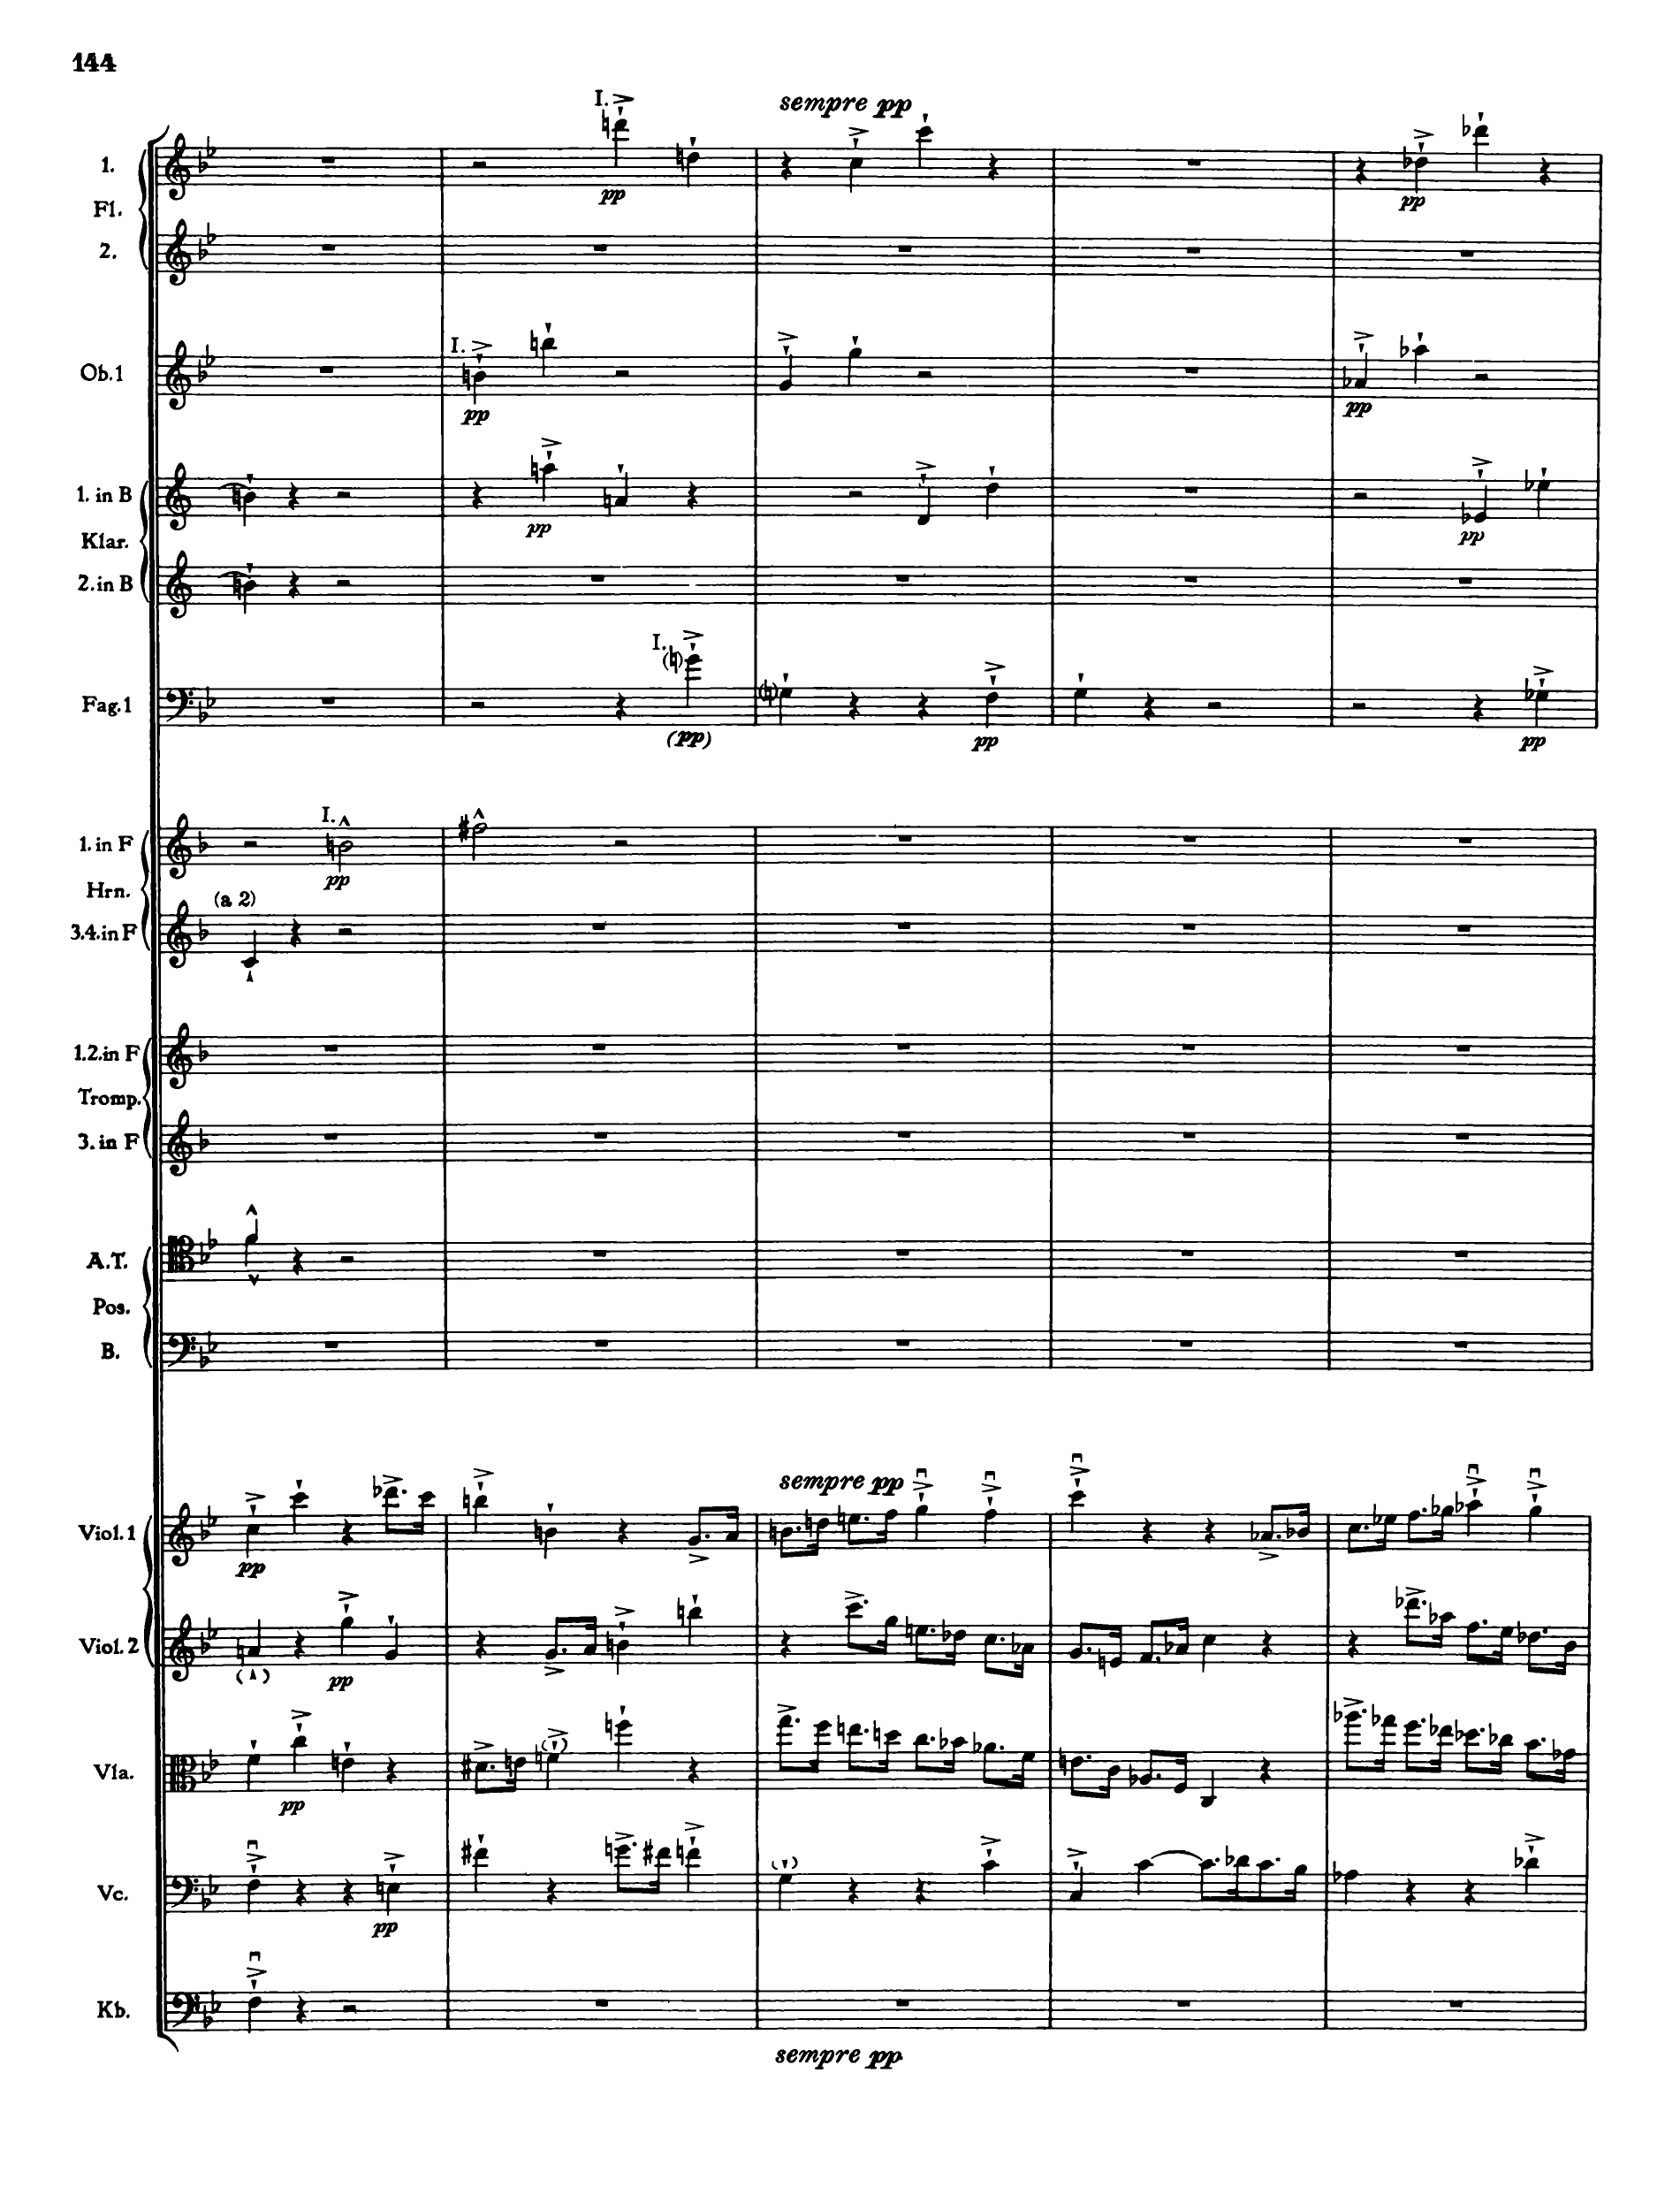 144
I.
sempre pp
1.
pp
pp
Fl.
2.
I.
Ob.1
pp
pp
1. in B
pp
pp
Klar.
2. in B
I.
Fag.1
(pp)
pp
pp
I.
1. in F
pp
Hrn.
(a 2)
3.4. in F
1.2. in F
Tromp.
3. in F
A.T.
Pos.
B.
sempre pp
Viol. 1
pp
Viol. 2
pp
Vla.
pp
Vc.
pp
Kb.
sempre pp